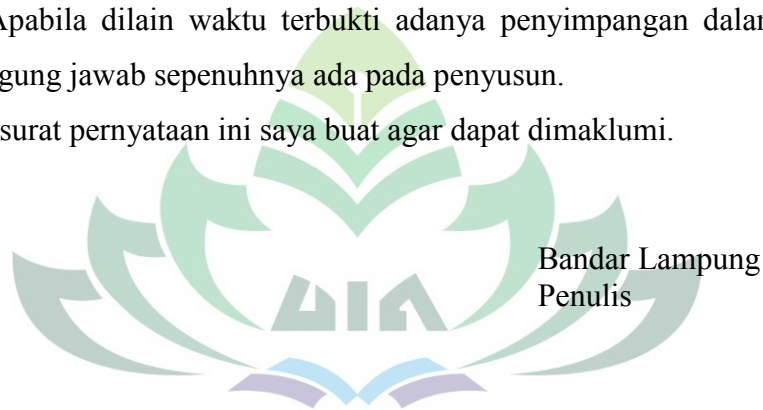 Apabila dilain waktu terbukti adanya penyimpangan
gung jawab sepenuhnya ada pada penyusun.
surat pernyataan ini saya buat agar dapat dimaklumi.
Bandar Lampung
Penulis
UIN